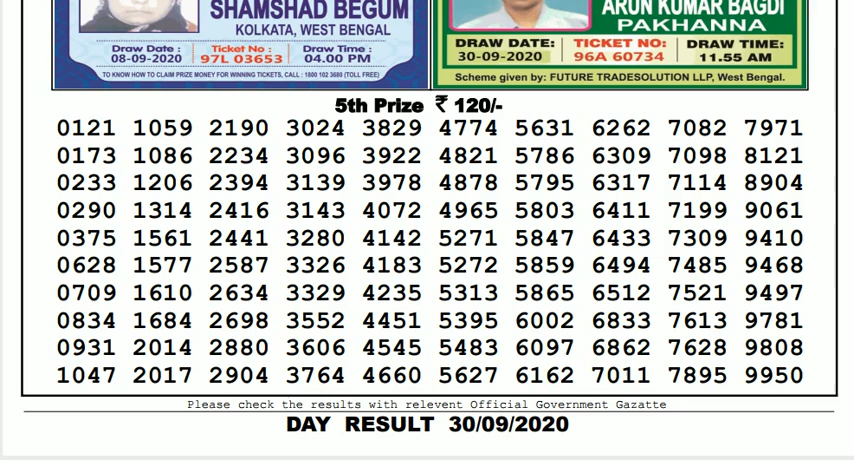 SHAMSHAD BEGUM
KOLKATA, WEST BENGAL
Draw Date : Ticket No : Draw Time :
08-09-2020 97L 03653 04.00 PM
TO KNOW HOW TO CLAIM PRIZE MONEY FOR WINNING TICKETS, CALL : 1800 102 3680 (TOLL FREE)
ARUN KUMAR BAGDI
PAKHANNA
DRAW DATE: TICKET NO: DRAW TIME:
30-09-2020 96A 60734 11.55 AM
Scheme given by: FUTURE TRADESOLUTION LLP, West Bengal.
5th Prize ₹ 120/-
0121 1059 2190 3024 3829 4774 5631 6262 7082 7971
0173 1086 2234 3096 3922 4821 5786 6309 7098 8121
0233 1206 2394 3139 3978 4878 5795 6317 7114 8904
0290 1314 2416 3143 4072 4965 5803 6411 7199 9061
0375 1561 2441 3280 4142 5271 5847 6433 7309 9410
0628 1577 2587 3326 4183 5272 5859 6494 7485 9468
0709 1610 2634 3329 4235 5313 5865 6512 7521 9497
0834 1684 2698 3552 4451 5395 6002 6833 7613 9781
0931 2014 2880 3606 4545 5483 6097 6862 7628 9808
1047 2017 2904 3764 4660 5627 6162 7011 7895 9950
Please check the results with relevent Official Government Gazatte
DAY RESULT 30/09/2020